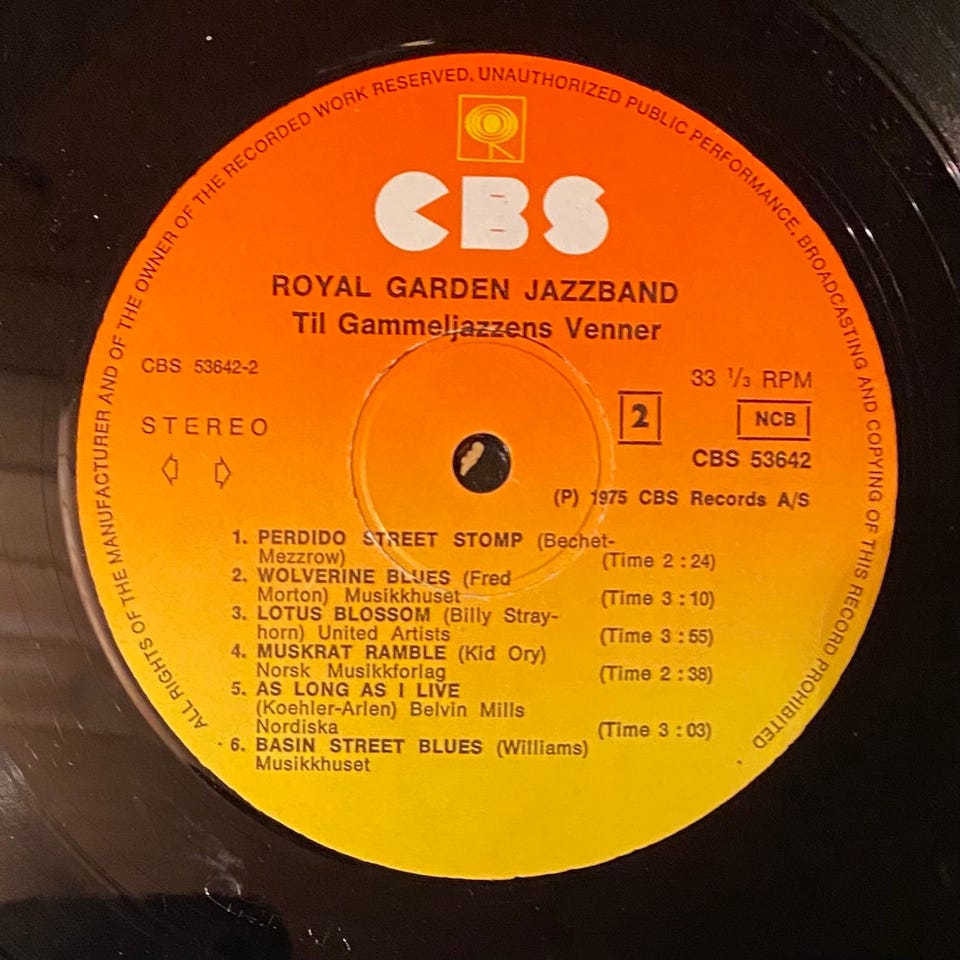 ALL RIGHTS OF THE MANUFACTURER AND OF THE OWNER OF THE RECORDED WORK RESERVED. UNAUTHORIZED PUBLIC PERFORMANCE, BROADCASTING AND COPYING OF THIS RECORD PROHIBITED
CBS
ROYAL GARDEN JAZZBAND
Til Gammeljazzens Venner
CBS 53642-2
33 1/3 RPM
STEREO
2
NCB
CBS 53642
(P) 1975 CBS Records A/S
1. PERDIDO STREET STOMP (Bechet-
Mezzrow) (Time 2 : 24)
2. WOLVERINE BLUES (Fred
Morton) Musikkhuset (Time 3 : 10)
3. LOTUS BLOSSOM (Billy Stray-
horn) United Artists (Time 3 : 55)
4. MUSKRAT RAMBLE (Kid Ory)
Norsk Musikkforlag (Time 2 : 38)
5. AS LONG AS I LIVE
(Koehler-Arlen) Belvin Mills
Nordiska (Time 3 : 03)
6. BASIN STREET BLUES (Williams)
Musikkhuset